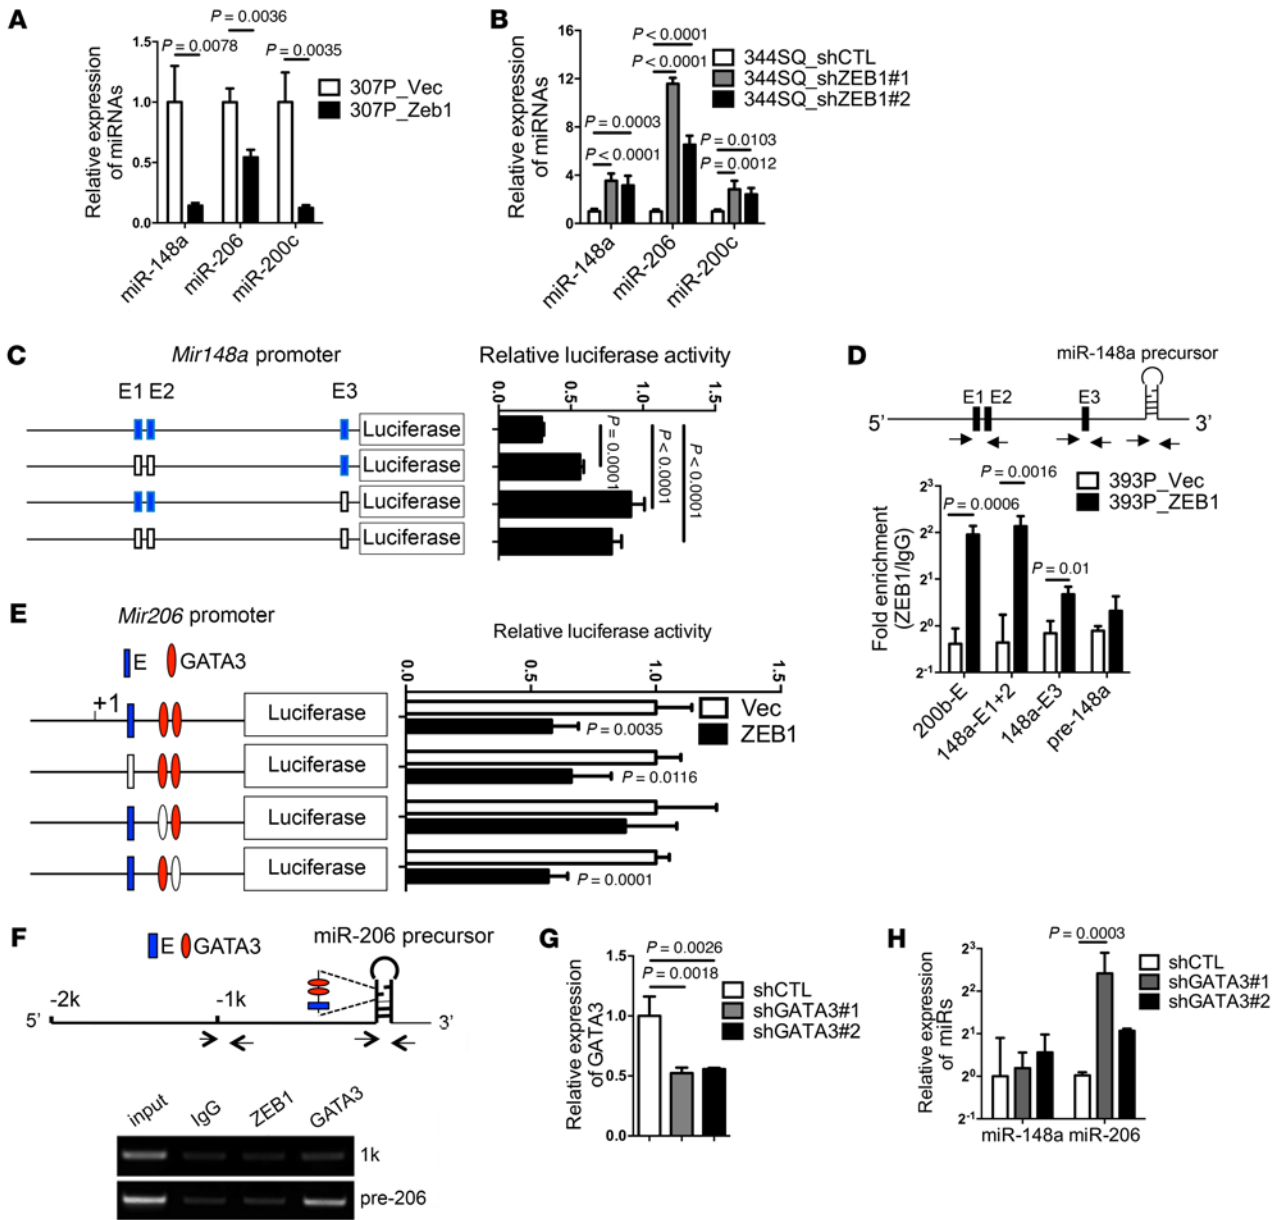 A
Relative expression
of miRNAs
1.5
1.0
0.5
0.0
P = 0.0078
P = 0.0036
P = 0.0035
307P_Vec
307P_Zeb1
miR-148a
miR-206
miR-200c
B
Relative expression
of miRNAs
16
12
8
4
0
P < 0.0001
P < 0.0001
P = 0.0003
P < 0.0001
P = 0.0103
P = 0.0012
344SQ_shCTL
344SQ_shZEB1#1
344SQ_shZEB1#2
miR-148a
miR-206
miR-200c
C
Mir148a promoter
E1 E2
E3
Luciferase
Luciferase
Luciferase
Luciferase
Relative luciferase activity
0.0
0.5
1.0
1.5
P = 0.0001
P < 0.0001
P < 0.0001
D
miR-148a precursor
E1
E2
E3
5'
3'
Fold enrichment
(ZEB1/IgG)
2³
2²
2¹
2⁰
2⁻¹
P = 0.0006
P = 0.0016
P = 0.01
393P_Vec
393P_ZEB1
200b-E
148a-E1+2
148a-E3
pre-148a
E
Mir206 promoter
E
GATA3
+1
Luciferase
Luciferase
Luciferase
Luciferase
Relative luciferase activity
0.0
0.5
1.0
1.5
Vec
ZEB1
P = 0.0035
P = 0.0116
P = 0.0001
F
E
GATA3
miR-206 precursor
-2k
-1k
5'
3'
input
IgG
ZEB1
GATA3
1k
pre-206
G
Relative expression
of GATA3
1.5
1.0
0.5
0.0
P = 0.0026
P = 0.0018
shCTL
shGATA3#1
shGATA3#2
H
Relative expression
of miRs
2³
2²
2¹
2⁰
2⁻¹
P = 0.0003
shCTL
shGATA3#1
shGATA3#2
miR-148a
miR-206